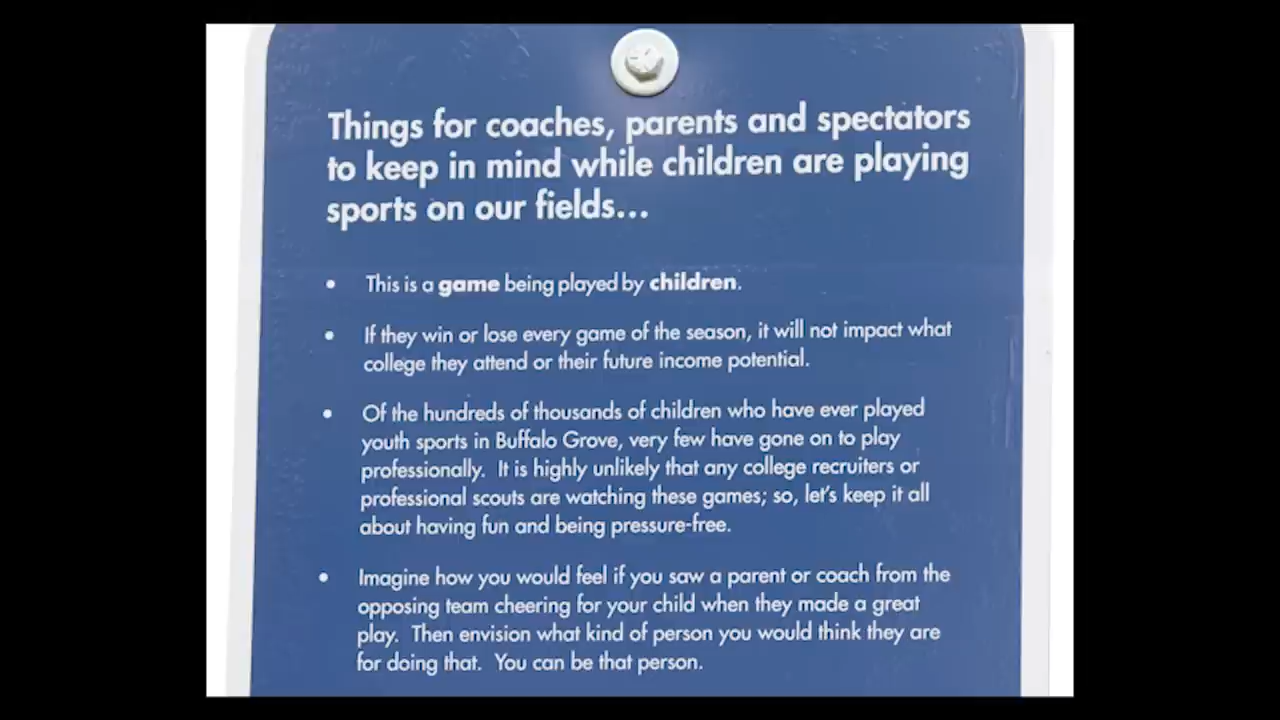 Things for coaches, parents and spectators
to keep in mind while children are playing
sports on our fields...
• This is a game being played by children.
• If they win or lose every game of the season, it will not impact what
college they attend or their future income potential.
• Of the hundreds of thousands of children who have ever played
youth sports in Buffalo Grove, very few have gone on to play
professionally. It is highly unlikely that any college recruiters or
professional scouts are watching these games; so, let's keep it all
about having fun and being pressure-free.
• Imagine how you would feel if you saw a parent or coach from the
opposing team cheering for your child when they made a great
play. Then envision what kind of person you would think they are
for doing that. You can be that person.